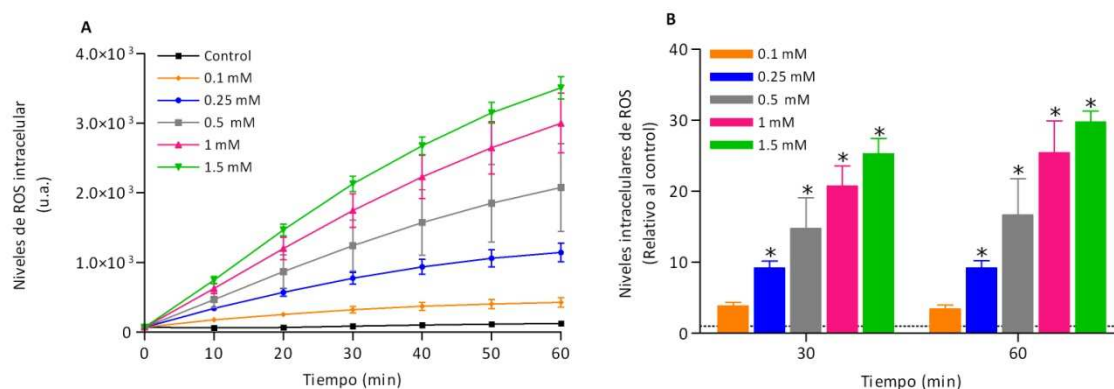 A
Niveles de ROS intracelular
(u.a.)
4.0×10³
3.0×10³
2.0×10³
1.0×10³
0
Control
0.1 mM
0.25 mM
0.5 mM
1 mM
1.5 mM
0 10 20 30 40 50 60
Tiempo (min)
B
Niveles intracelulares de ROS
(Relativo al control)
40
30
20
10
0
0.1 mM
0.25 mM
0.5 mM
1 mM
1.5 mM
* * * * * * *
30 60
Tiempo (min)